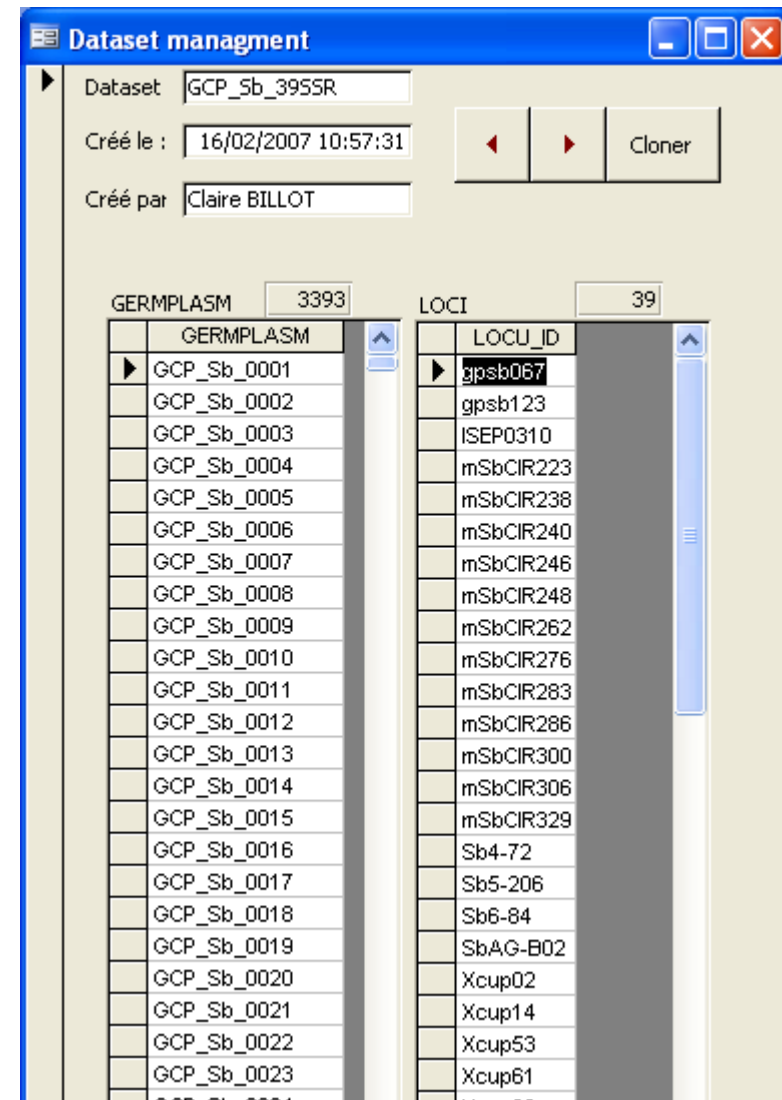 Dataset managment
Dataset GCP_Sb_39SSR
Créé le : 16/02/2007 10:57:31
Cloner
Créé par Claire BILLOT
GERMPLASM 3393
LOCI 39
GERMPLASM LOCU_ID
GCP_Sb_0001 gpsb067
GCP_Sb_0002 gpsb123
GCP_Sb_0003 ISEP0310
GCP_Sb_0004 mSbCIR223
GCP_Sb_0005 mSbCIR238
GCP_Sb_0006 mSbCIR240
GCP_Sb_0007 mSbCIR246
GCP_Sb_0008 mSbCIR248
GCP_Sb_0009 mSbCIR262
GCP_Sb_0010 mSbCIR276
GCP_Sb_0011 mSbCIR283
GCP_Sb_0012 mSbCIR286
GCP_Sb_0013 mSbCIR300
GCP_Sb_0014 mSbCIR306
GCP_Sb_0015 mSbCIR329
GCP_Sb_0016 Sb4-72
GCP_Sb_0017 Sb5-206
GCP_Sb_0018 Sb6-84
GCP_Sb_0019 SbAG-B02
GCP_Sb_0020 Xcup02
GCP_Sb_0021 Xcup14
GCP_Sb_0022 Xcup53
GCP_Sb_0023 Xcup61